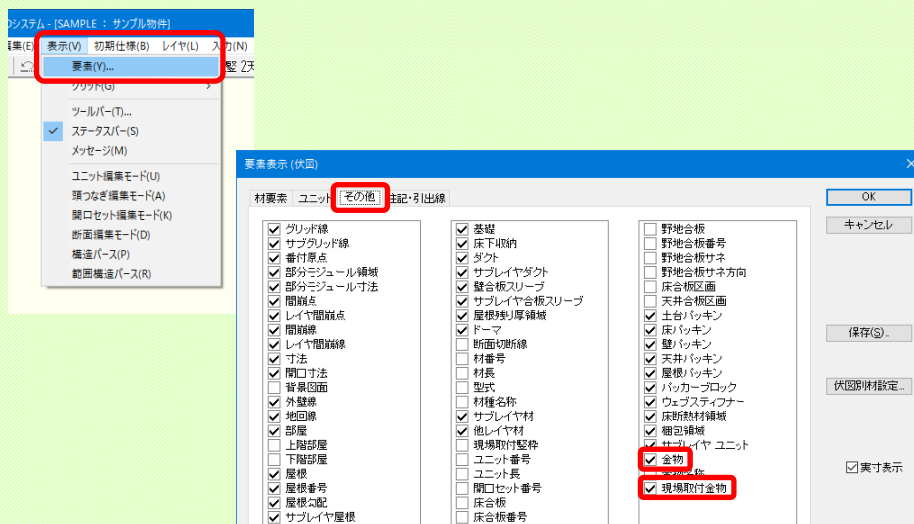 Dシステム - [SAMPLE : サンプル物件]
編集(E) 表示(V) 初期仕様(B) レイヤ(L) 入力(N)
要素(Y)...
竪 2天
グリッド(G)
ツールバー(T)...
ステータスバー(S)
メッセージ(M)
ユニット編集モード(U)
頭つなぎ編集モード(A)
開口セット編集モード(K)
断面編集モード(D)
構造パース(P)
範囲構造パース(R)
要素表示 (伏図)
材要素 ユニット その他 注記・引出線
グリッド線
サブグリッド線
番付原点
部分モジュール領域
部分モジュール寸法
間崩点
レイヤ間崩点
間崩線
レイヤ間崩線
寸法
開口寸法
背景図面
外壁線
地回線
部屋
上階部屋
下階部屋
屋根
屋根番号
屋根勾配
サブレイヤ屋根
基礎
床下収納
ダクト
サブレイヤダクト
壁合板スリーブ
サブレイヤ合板スリーブ
屋根残り厚領域
ドーマ
断面切断線
材番号
材長
型式
材種名称
サブレイヤ材
他レイヤ材
現場取付竪枠
ユニット番号
ユニット長
開口セット番号
床合板
床合板番号
野地合板
野地合板番号
野地合板サネ
野地合板サネ方向
床合板区画
天井合板区画
土台パッキン
床パッキン
壁パッキン
天井パッキン
屋根パッキン
パッカーブロック
ウェブスティフナー
床断熱材領域
梱包領域
サブレイヤ ユニット
金物
金物名称
現場取付金物
OK
キャンセル
保存(S)..
伏図別材設定...
実寸表示